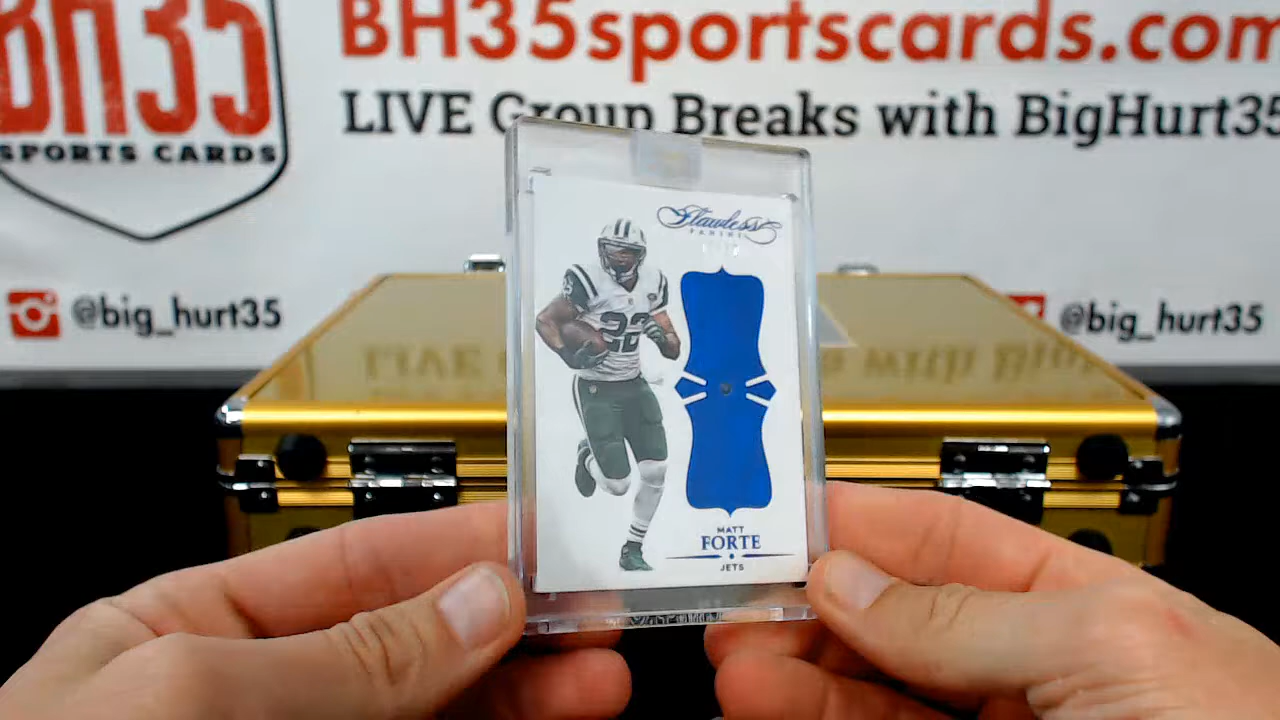 BH35
SPORTS CARDS
BH35sportscards.com
LIVE Group Breaks with BigHurt35
@big_hurt35
@big_hurt35
Flawless
PANINI
22
MATT
FORTE
JETS